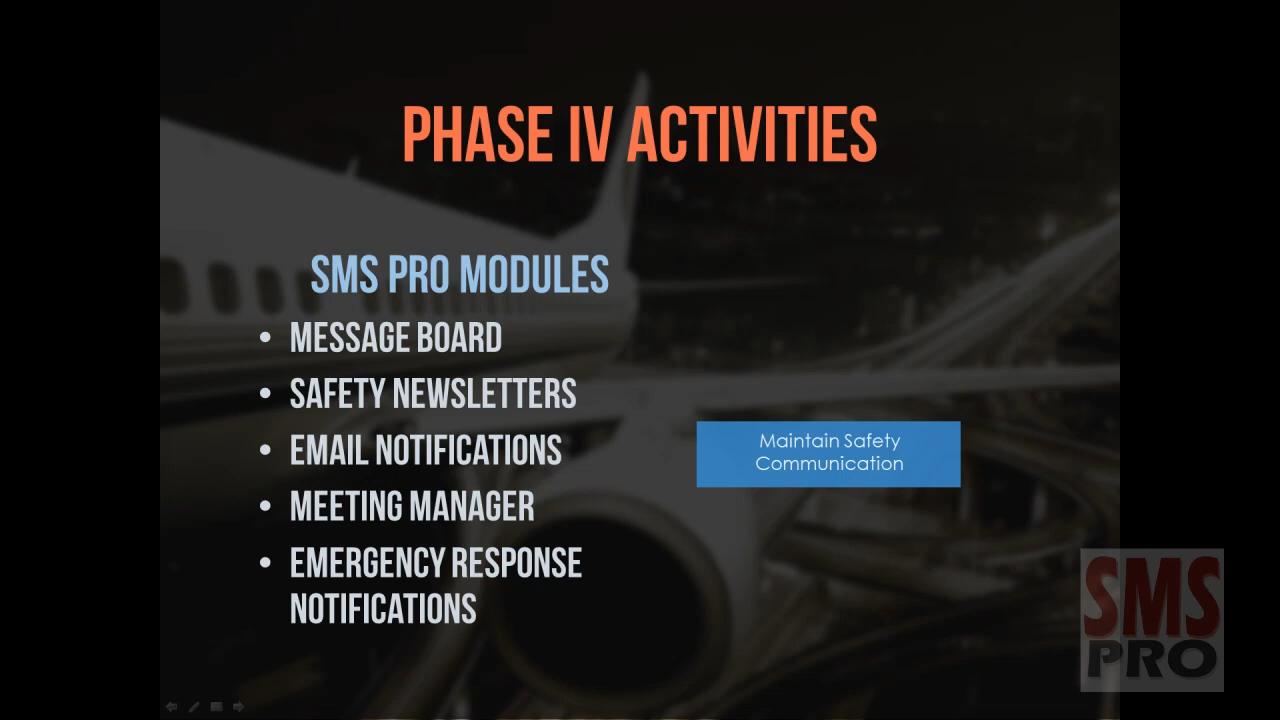 PHASE IV ACTIVITIES
SMS PRO MODULES
• MESSAGE BOARD
• SAFETY NEWSLETTERS
• EMAIL NOTIFICATIONS
• MEETING MANAGER
• EMERGENCY RESPONSE
NOTIFICATIONS
Maintain Safety
Communication
SMS
PRO